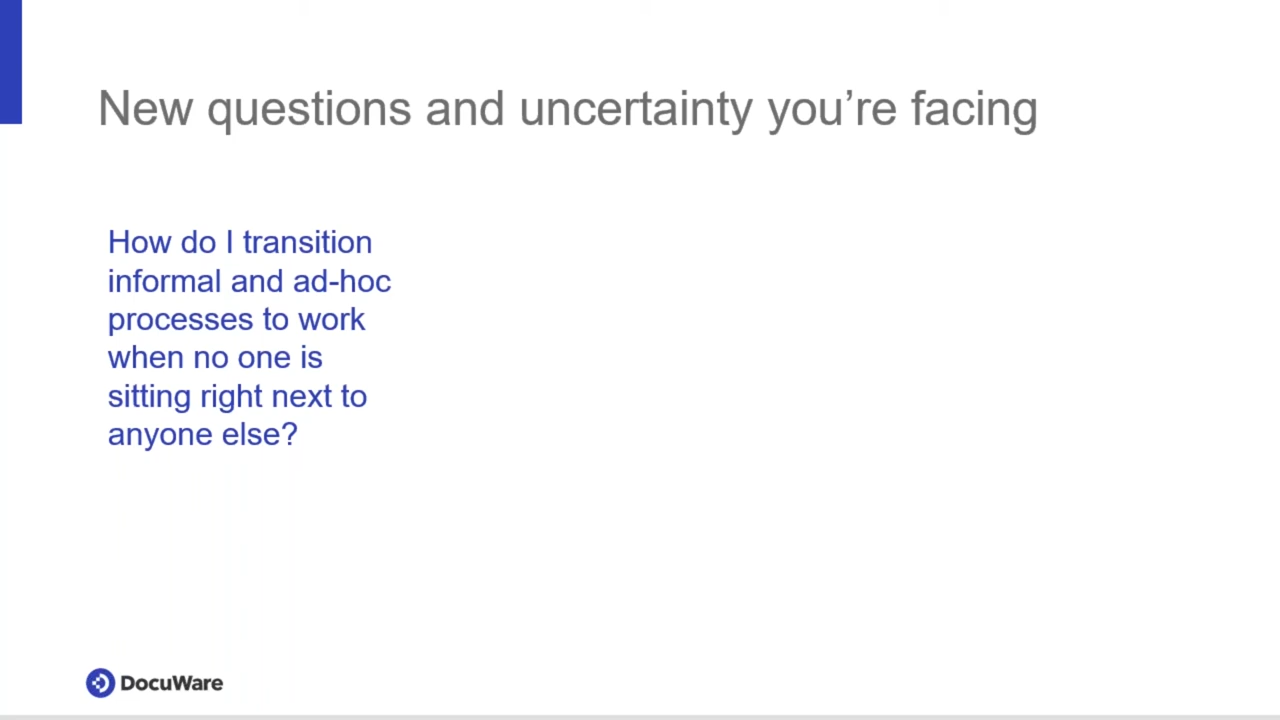 New questions and uncertainty you’re facing
How do I transition
informal and ad-hoc
processes to work
when no one is
sitting right next to
anyone else?
DocuWare